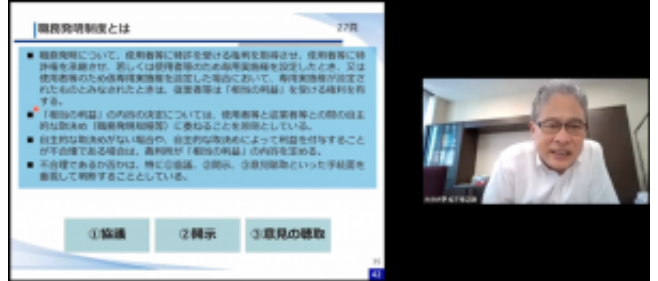 職務発明制度とは
27頁
■ 職務発明について、使用者等に特許を受ける権利を取得させ、使用者等に特
許権を承継させ、若しくは使用者等のため専用実施権を設定したとき、又は
使用者等のため仮専用実施権を設定した場合において、専用実施権が設定さ
れたものとみなされたときは、従業者等は「相当の利益」を受ける権利を有
する。
■ 「相当の利益」の内容の決定については、使用者等と従業者等との間の自主
的な取決め（職務発明規程等）に委ねることを原則としている。
■ 自主的な取決めがない場合や、自主的な取決めによって利益を付与すること
が不合理である場合は、裁判所が「相当の利益」の内容を定める。
■ 不合理であるか否かは、特に①協議、②開示、③意見聴取といった手続面を
重視して判断することとしている。
①協議
②開示
③意見の聴取
43